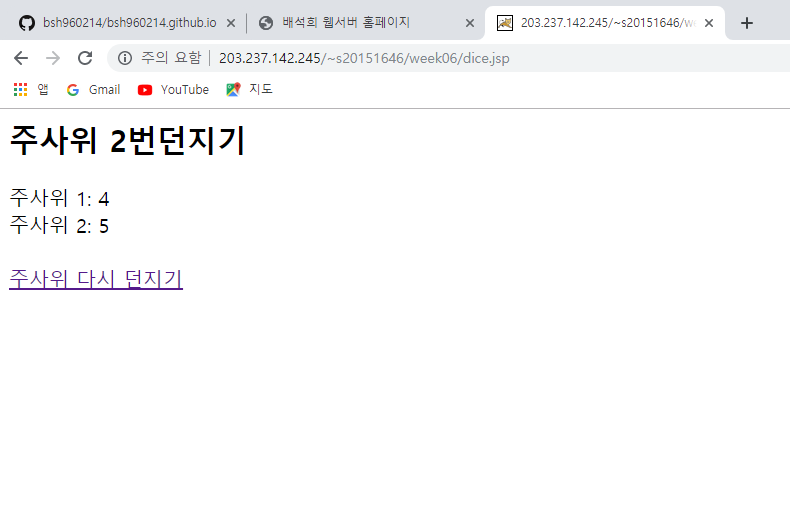 bsh960214/bsh960214.github.io
배석희 웹서버 홈페이지
203.237.142.245/~s20151646/we
주의 요함
203.237.142.245/~s20151646/week06/dice.jsp
앱
Gmail
YouTube
지도
주사위 2번던지기
주사위 1: 4
주사위 2: 5
주사위 다시 던지기